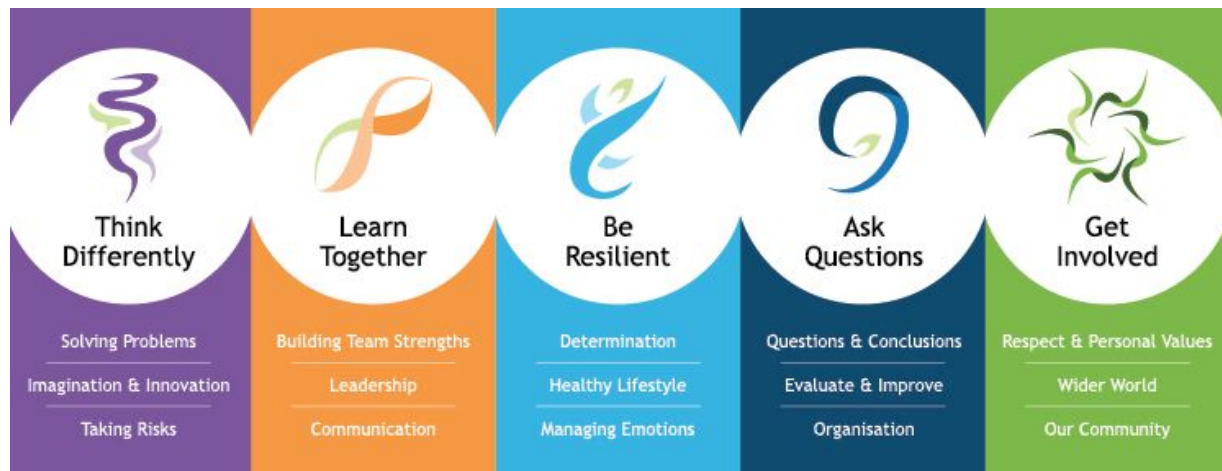 Think
Differently
Solving Problems
Imagination & Innovation
Taking Risks
Learn
Together
Building Team Strengths
Leadership
Communication
Be
Resilient
Determination
Healthy Lifestyle
Managing Emotions
Ask
Questions
Questions & Conclusions
Evaluate & Improve
Organisation
Get
Involved
Respect & Personal Values
Wider World
Our Community